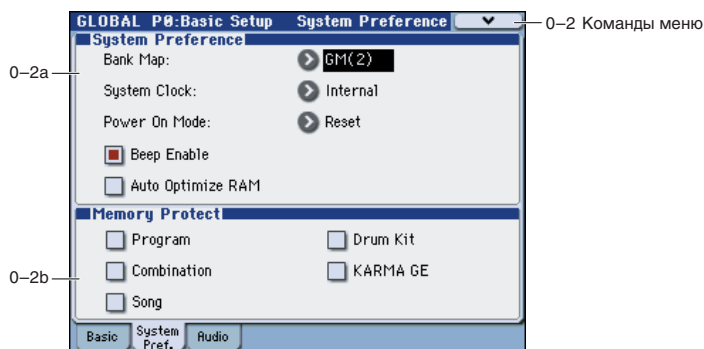 GLOBAL P0:Basic Setup System Preference
0–2 Команды меню
System Preference
0–2a
Bank Map: GM(2)
System Clock: Internal
Power On Mode: Reset
Beep Enable
Auto Optimize RAM
Memory Protect
Program Drum Kit
0–2b
Combination KARMA GE
Song
Basic System Pref. Audio